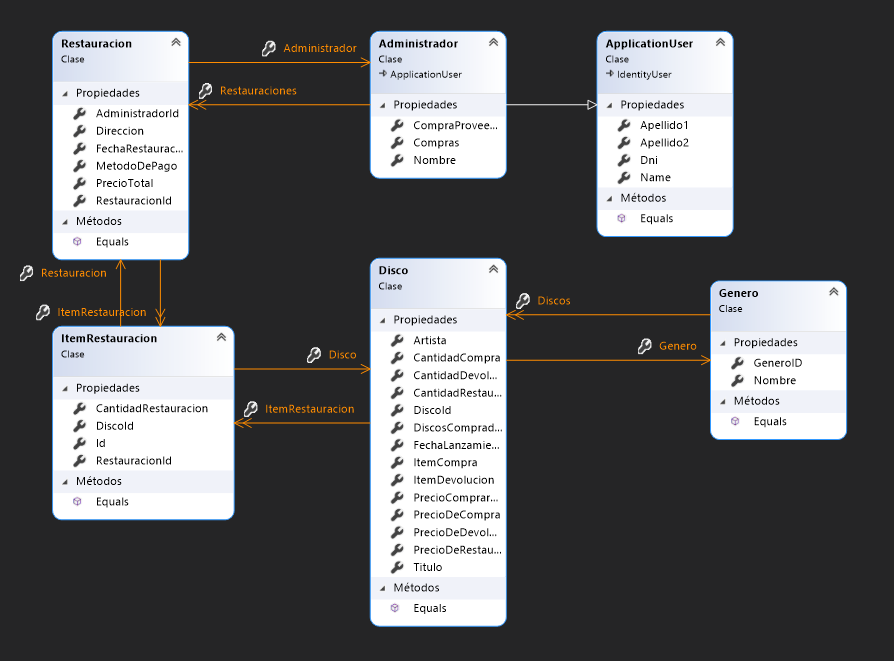 Restauracion
Clase
Propiedades
AdministradorId
Direccion
FechaRestaurac...
MetodoDePago
PrecioTotal
RestauracionId
Métodos
Equals
Administrador
Restauraciones
Administrador
Clase
ApplicationUser
Propiedades
CompraProvee...
Compras
Nombre
ApplicationUser
Clase
IdentityUser
Propiedades
Apellido1
Apellido2
Dni
Name
Métodos
Equals
Restauracion
ItemRestauracion
ItemRestauracion
Clase
Propiedades
CantidadRestauracion
DiscoId
Id
RestauracionId
Métodos
Equals
Disco
ItemRestauracion
Disco
Clase
Propiedades
Artista
CantidadCompra
CantidadDevol...
CantidadRestau...
DiscoId
DiscosComprad...
FechaLanzamie...
ItemCompra
ItemDevolucion
PrecioComprar...
PrecioDeCompra
PrecioDeDevol...
PrecioDeRestau...
Titulo
Métodos
Equals
Discos
Genero
Genero
Clase
Propiedades
GeneroID
Nombre
Métodos
Equals